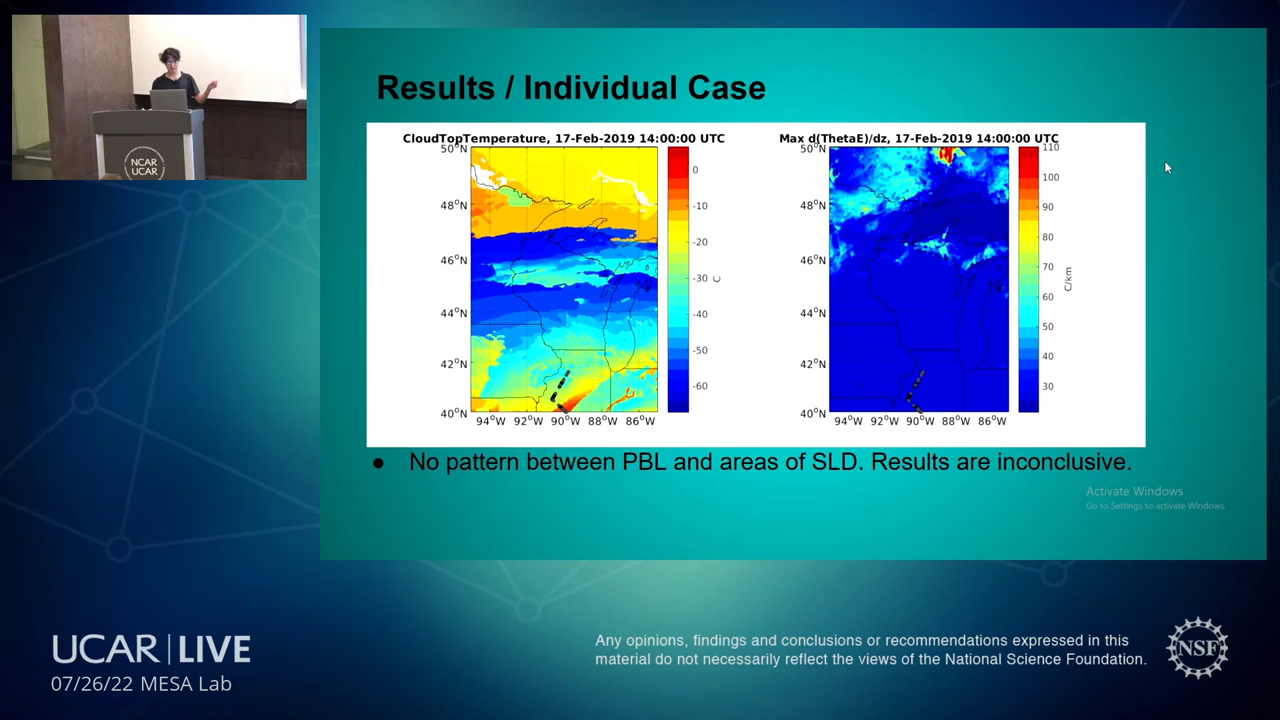 NCAR
UCAR
Results / Individual Case
CloudTopTemperature, 17-Feb-2019 14:00:00 UTC
50°N
48°N
46°N
44°N
42°N
40°N
94°W 92°W 90°W 88°W 86°W
0
-10
-20
-30
-40
-50
-60
C
Max d(ThetaE)/dz, 17-Feb-2019 14:00:00 UTC
50°N
48°N
46°N
44°N
42°N
40°N
94°W 92°W 90°W 88°W 86°W
110
100
90
80
70
60
50
40
30
C/km
● No pattern between PBL and areas of SLD. Results are inconclusive.
Activate Windows
Go to Settings to activate Windows.
UCAR | LIVE
07/26/22 MESA Lab
Any opinions, findings and conclusions or recommendations expressed in this
material do not necessarily reflect the views of the National Science Foundation.
NSF